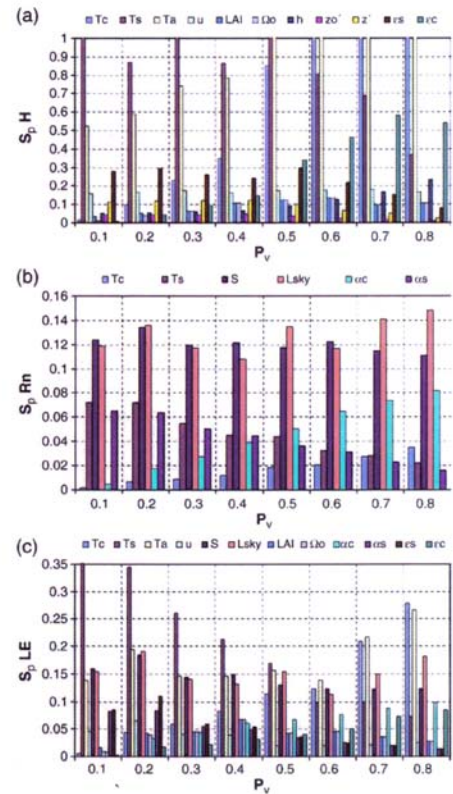 (a)
Tc Ts Ta u LAI Ωo h zo' z' εs εc
Sp H
1
0.9
0.8
0.7
0.6
0.5
0.4
0.3
0.2
0.1
0
0.1 0.2 0.3 0.4 0.5 0.6 0.7 0.8
Pv
(b)
Tc Ts S Lsky αc αs
Sp Rn
0.16
0.14
0.12
0.10
0.08
0.06
0.04
0.02
0
0.1 0.2 0.3 0.4 0.5 0.6 0.7 0.8
Pv
(c)
Tc Ts Ta u S Lsky LAI Ωo αc αs εs εc
Sp LE
0.35
0.3
0.25
0.2
0.15
0.1
0.05
0
0.1 0.2 0.3 0.4 0.5 0.6 0.7 0.8
Pv